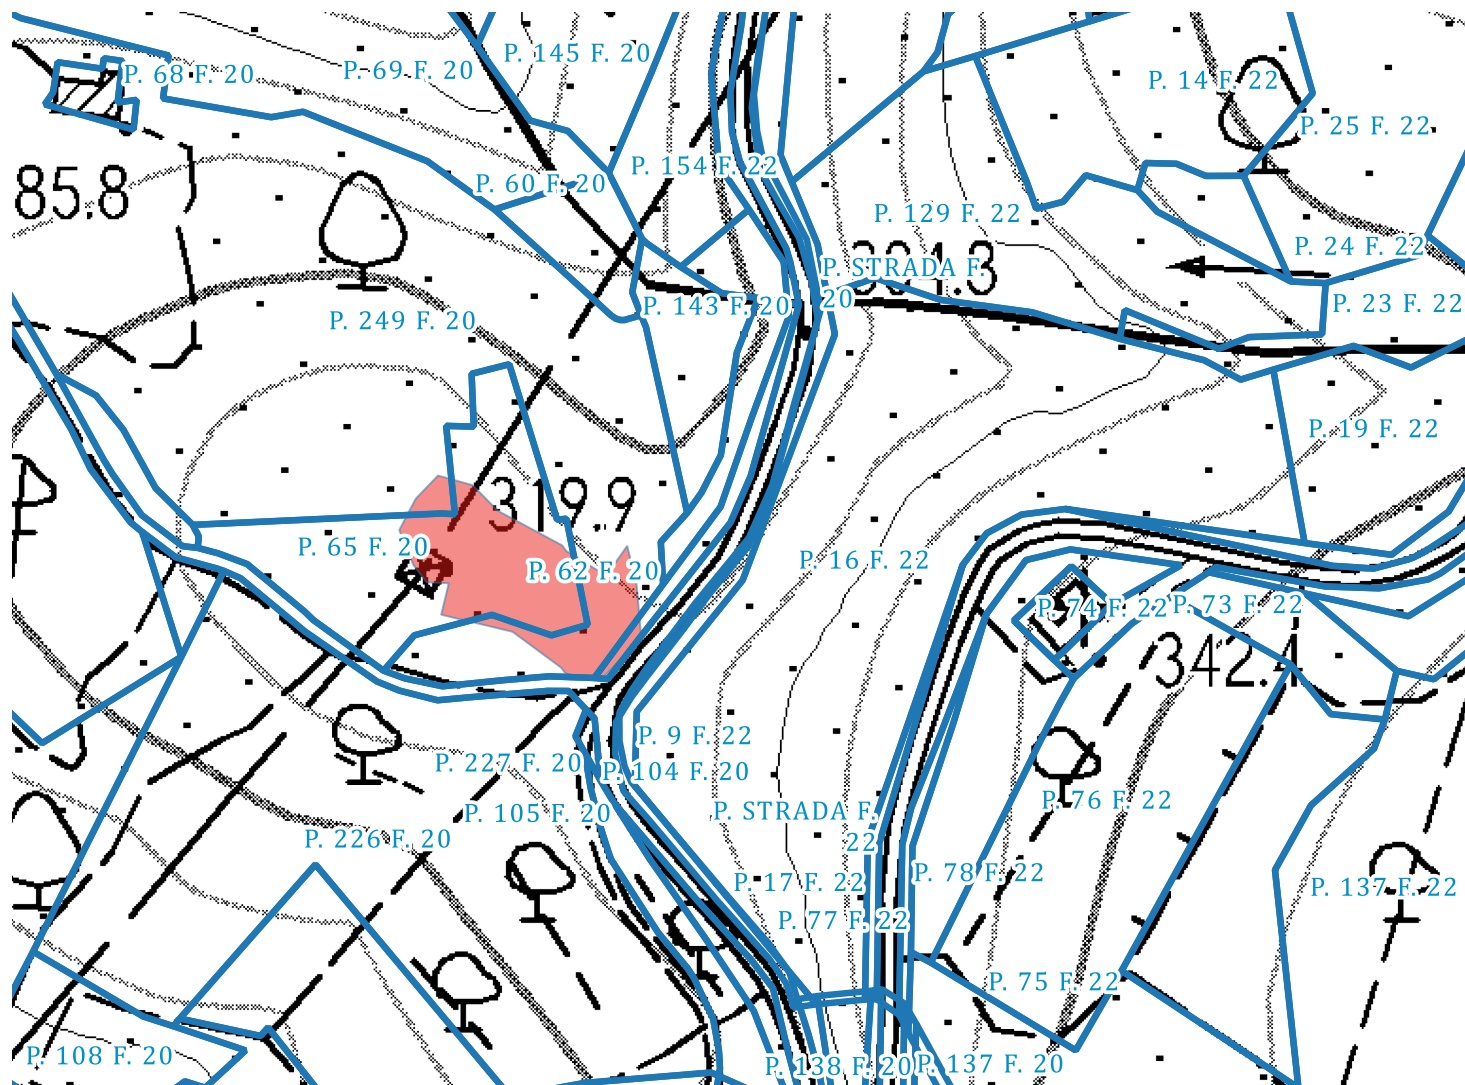 P. 145 F. 20
P. 68 F. 20
P. 69 F. 20
P. 14 F. 22
P. 25 F. 22
P. 154 F. 22
P. 60 F. 20
85.8
P. 129 F. 22
P. 24 F. 22
P. STRADA F.
20
P. 143 F. 20
P. 23 F. 22
P. 249 F. 20
P. 19 F. 22
319.9
P. 65 F. 20
P. 62 F. 20
P. 16 F. 22
P. 74 F. 22
P. 73 F. 22
342.4
P. 9 F. 22
P. 227 F. 20
P. 104 F. 20
P. 76 F. 22
P. 105 F. 20
P. STRADA F.
22
P. 226 F. 20
P. 78 F. 22
P. 17 F. 22
P. 137 F. 22
P. 77 F. 22
P. 75 F. 22
P. 108 F. 20
P. 138 F. 20
P. 137 F. 20